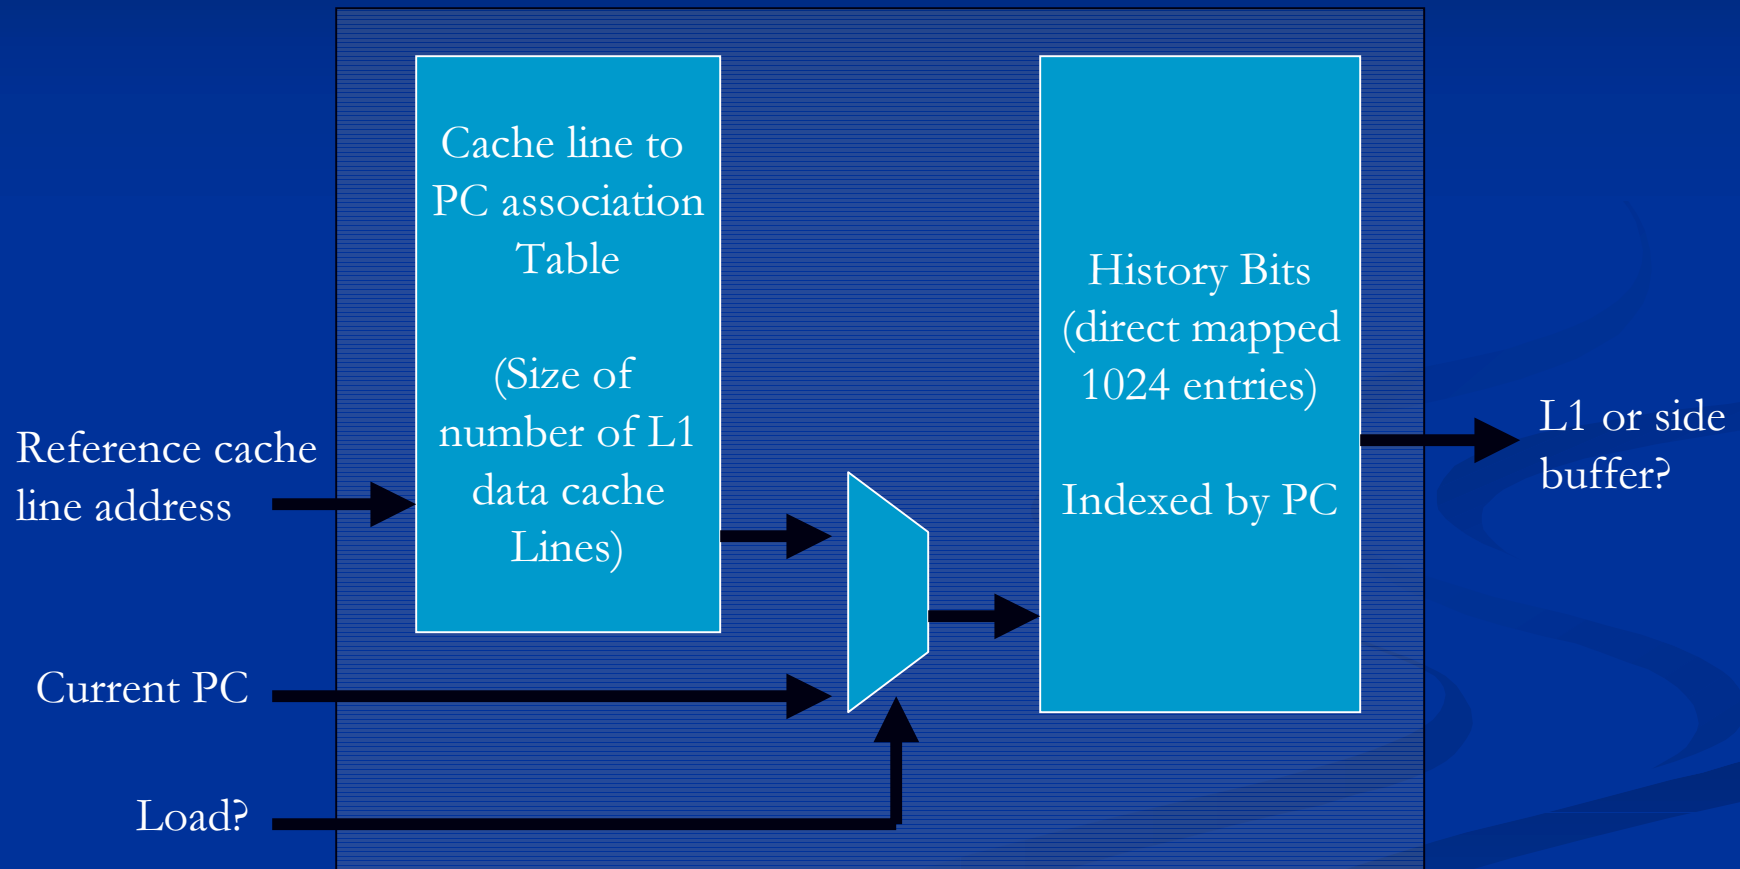 Cache line to
PC association
Table
(Size of
number of L1
data cache
Lines)
History Bits
(direct mapped
1024 entries)
Indexed by PC
L1 or side
buffer?
Reference cache
line address
Current PC
Load?